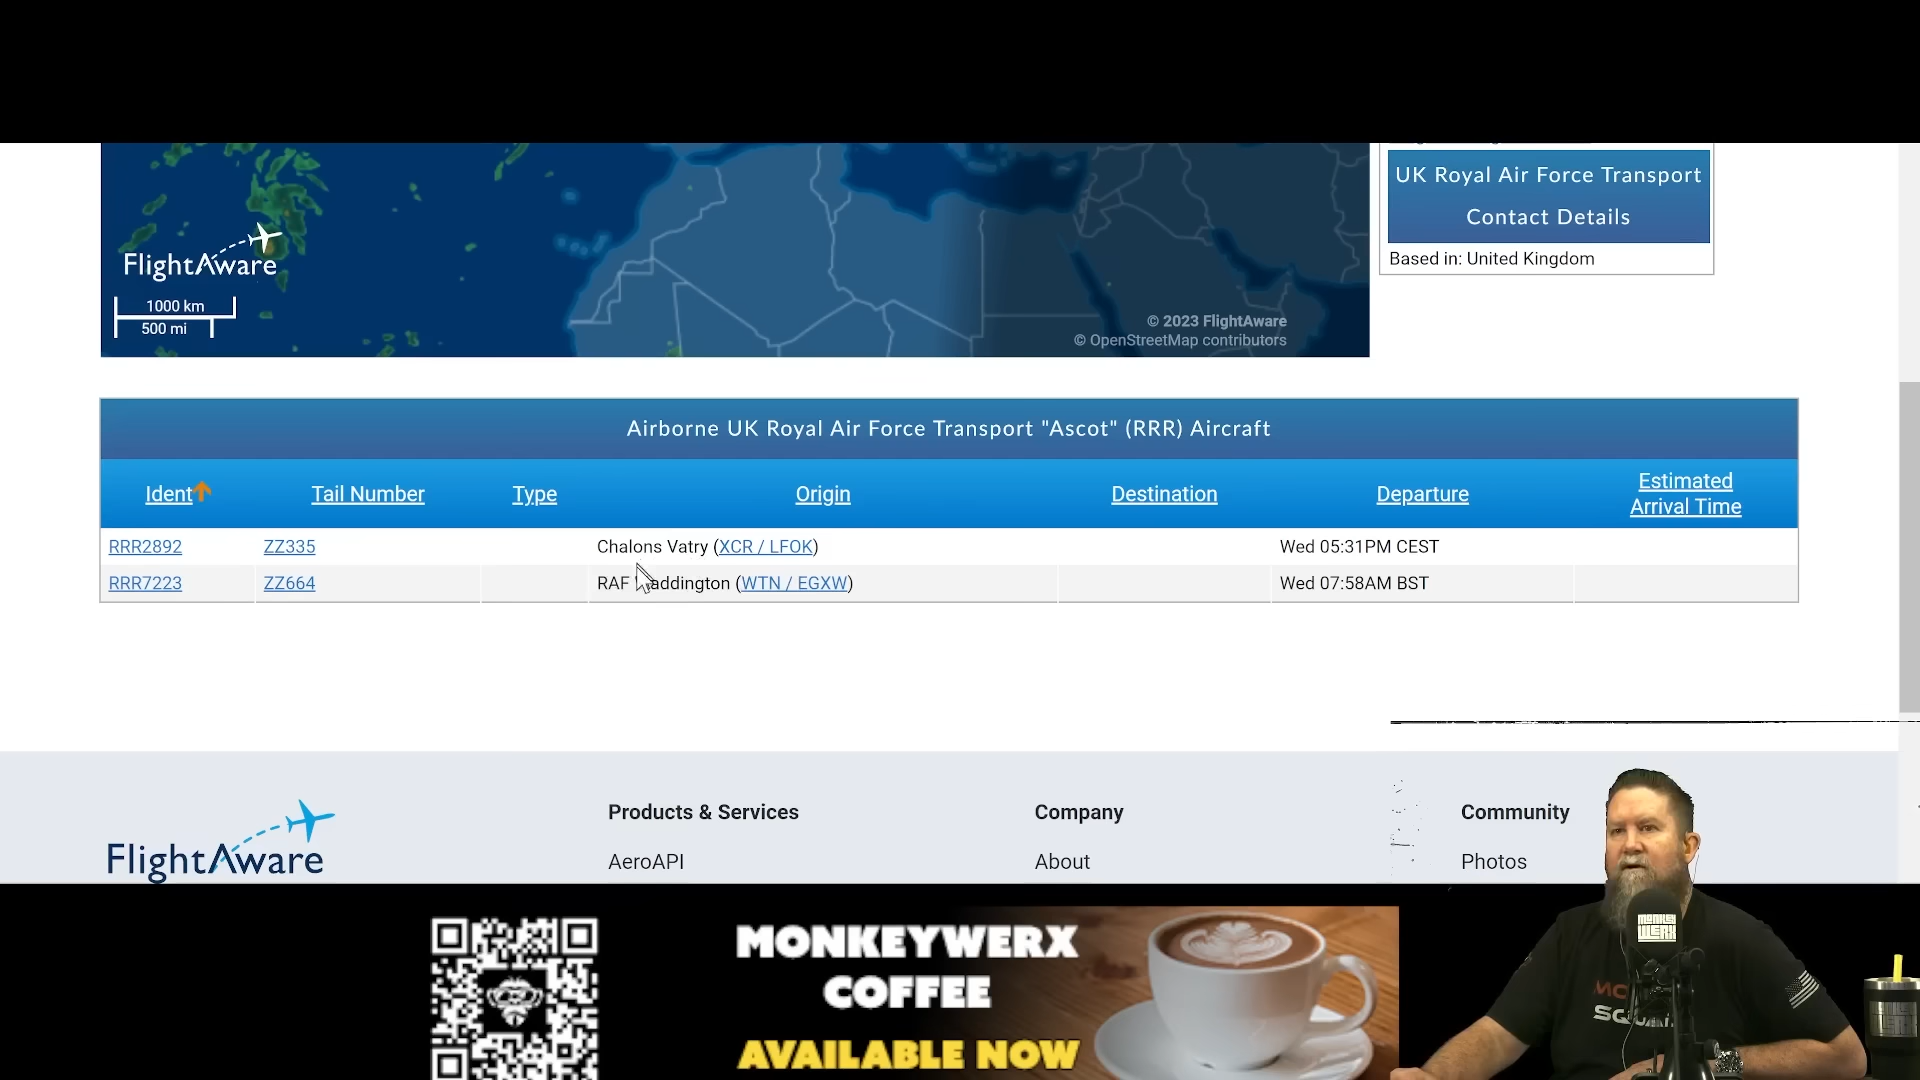 UK Royal Air Force Transport
Contact Details
Based in: United Kingdom
FlightAware
1000 km
500 mi
© 2023 FlightAware
© OpenStreetMap contributors
Airborne UK Royal Air Force Transport "Ascot" (RRR) Aircraft
Ident Tail Number Type Origin Destination Departure Estimated Arrival Time
RRR2892 ZZ335 Chalons Vatry (XCR / LFOK) Wed 05:31PM CEST
RRR7223 ZZ664 RAF Waddington (WTN / EGXW) Wed 07:58AM BST
FlightAware
Products & Services Company Community
AeroAPI About Photos
MONKEYWERX
COFFEE
AVAILABLE NOW
MONKEY
WERX